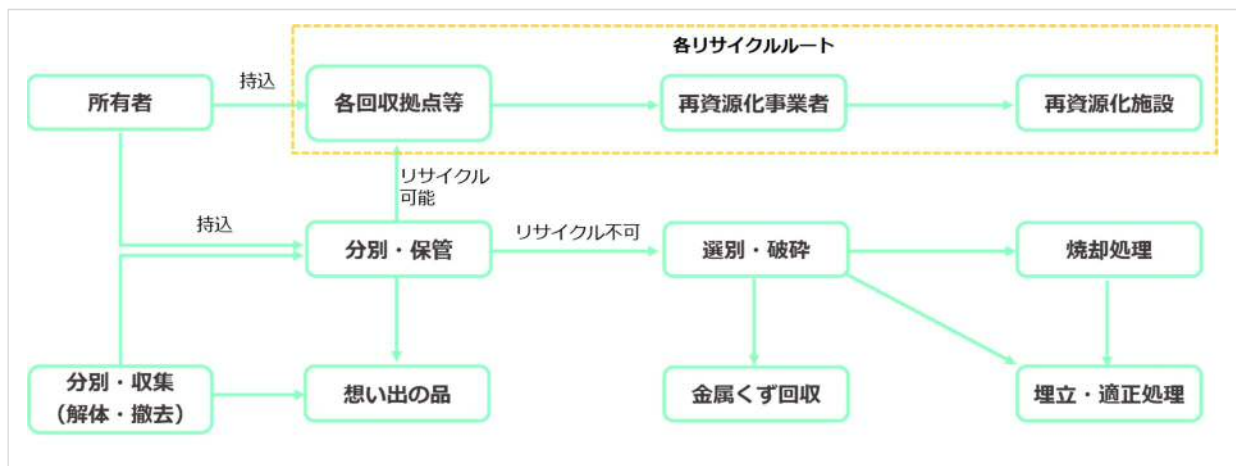 各リサイクルルート
所有者
持込
各回収拠点等
再資源化事業者
再資源化施設
リサイクル
可能
持込
分別・保管
リサイクル不可
選別・破砕
焼却処理
分別・収集
（解体・撤去）
想い出の品
金属くず回収
埋立・適正処理